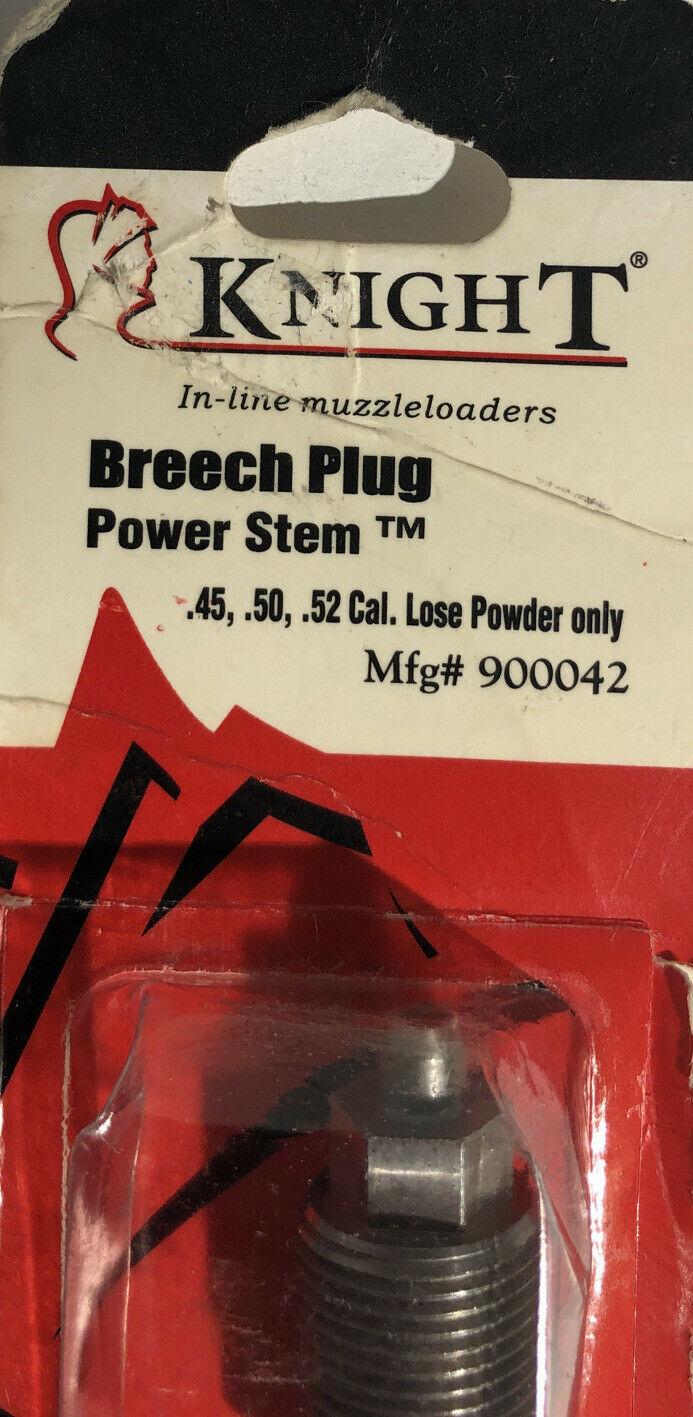 KNIGHT®
In-line muzzleloaders
Breech Plug
Power Stem ™
.45, .50, .52 Cal. Lose Powder only
Mfg# 900042